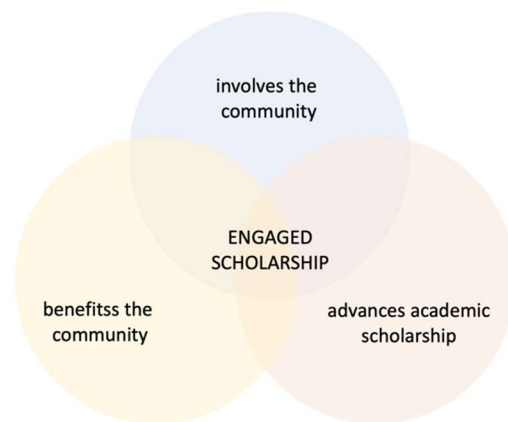 involves the
community
ENGAGED
SCHOLARSHIP
benefitss the
community
advances academic
scholarship